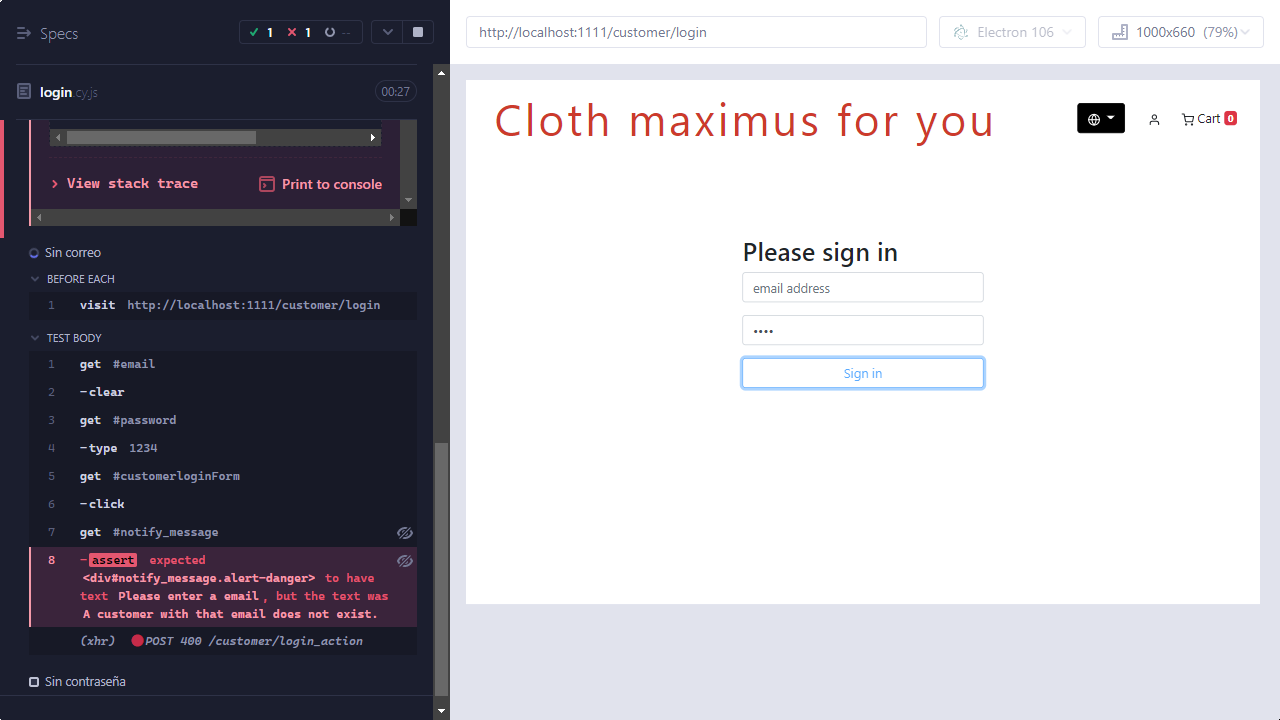 Specs
1 1 --
login.cy.js 00:27
View stack trace Print to console
Sin correo
BEFORE EACH
1 visit http://localhost:1111/customer/login
TEST BODY
1 get #email
2 -clear
3 get #password
4 -type 1234
5 get #customerloginForm
6 -click
7 get #notify_message
8 -assert expected
<div#notify_message.alert-danger> to have
text Please enter a email, but the text was
A customer with that email does not exist.
(xhr) POST 400 /customer/login_action
Sin contraseña
http://localhost:1111/customer/login
Electron 106
1000x660 (79%)
Cloth maximus for you
Cart 0
Please sign in
email address
••••
Sign in